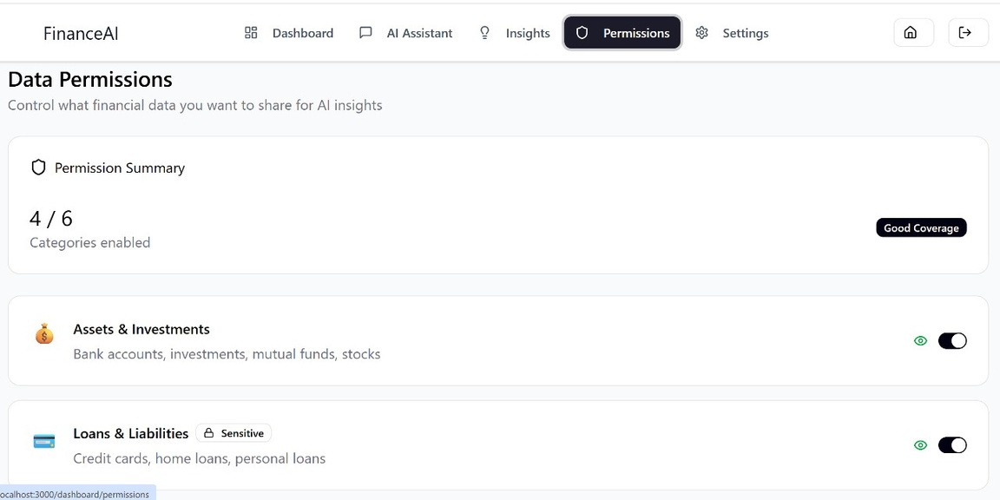 FinanceAI Dashboard AI Assistant Insights Permissions Settings
Data Permissions
Control what financial data you want to share for AI insights
Permission Summary
4 / 6
Categories enabled
Good Coverage
Assets & Investments
Bank accounts, investments, mutual funds, stocks
Loans & Liabilities Sensitive
Credit cards, home loans, personal loans
ocalhost:3000/dashboard/permissions